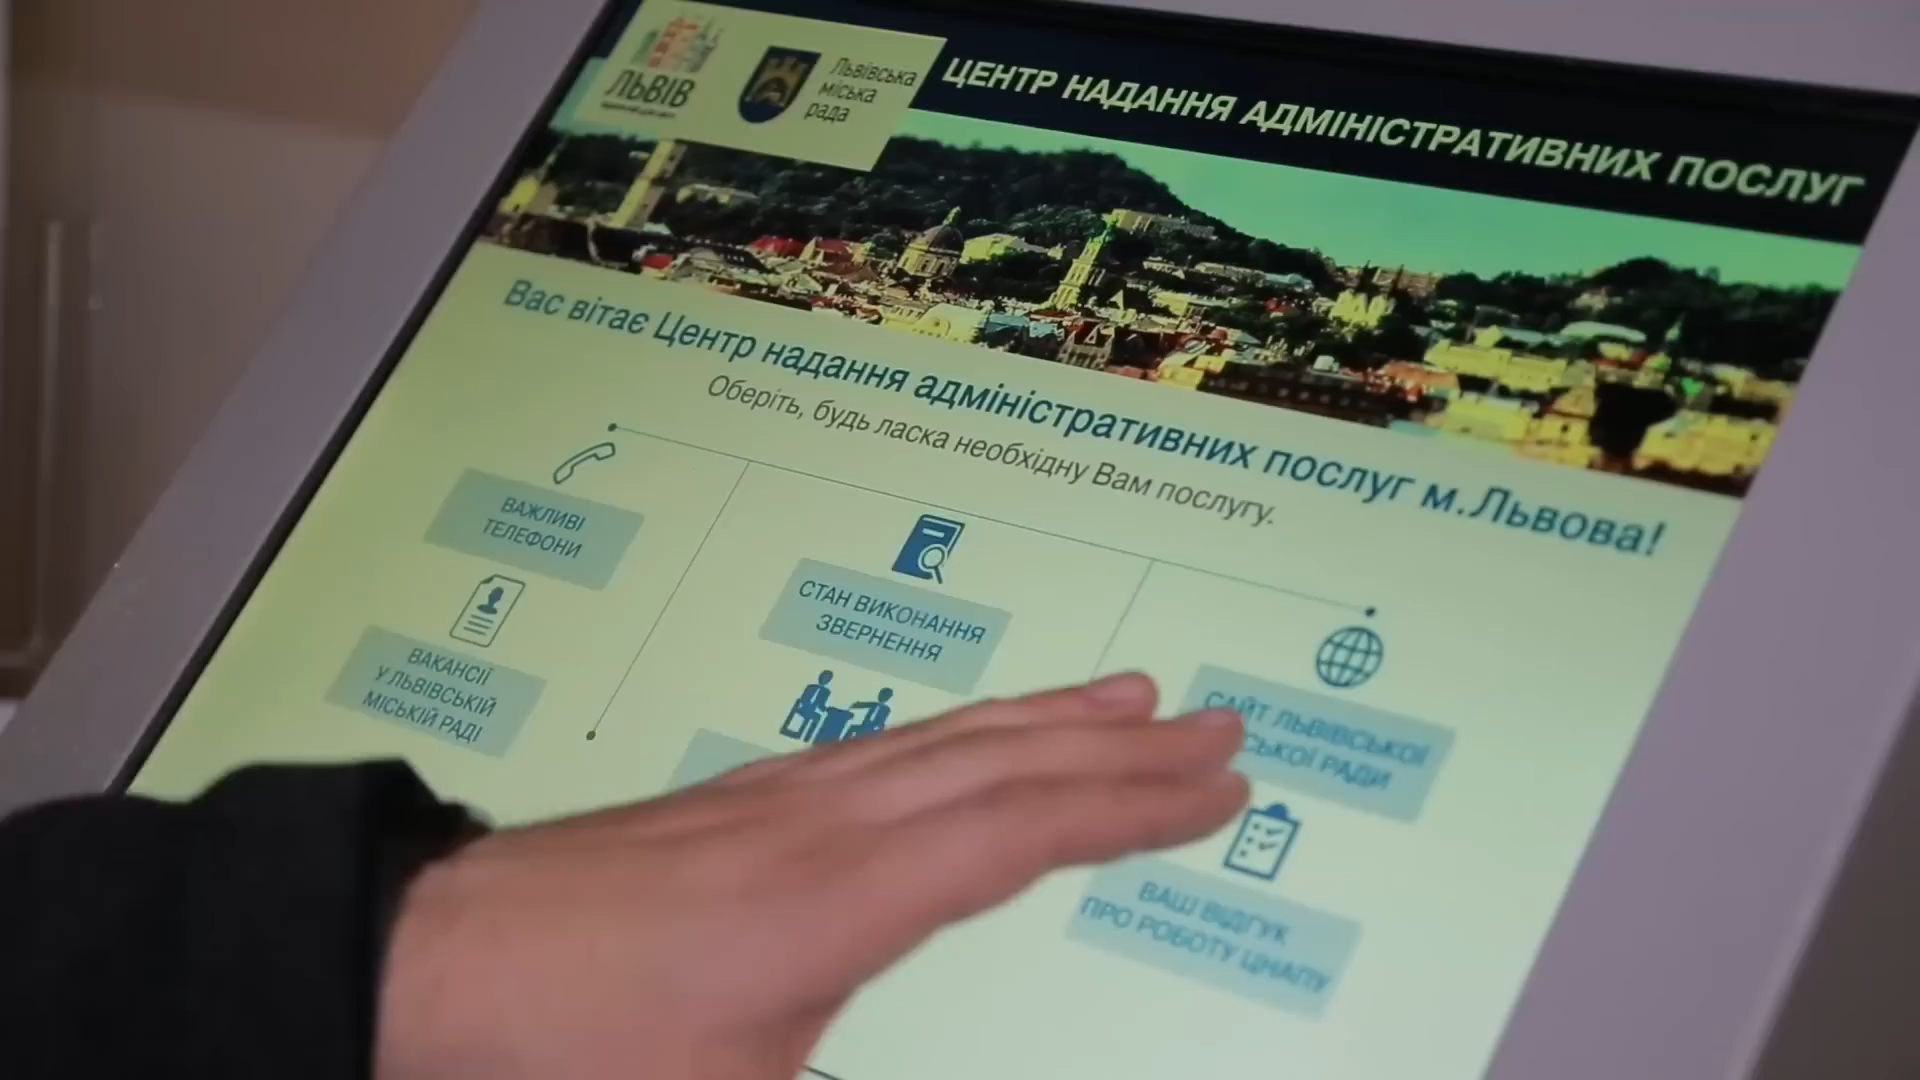 ЛЬВІВ
Львівська
міська
рада
ЦЕНТР НАДАННЯ АДМІНІСТРАТИВНИХ ПОСЛУГ
Вас вітає Центр надання адміністративних послуг м.Львова!
Оберіть, будь ласка необхідну Вам послугу.
ВАЖЛИВІ
ТЕЛЕФОНИ
ВАКАНСІЇ
У ЛЬВІВСЬКІЙ
МІСЬКІЙ РАДІ
СТАН ВИКОНАННЯ
ЗВЕРНЕННЯ
САЙТ ЛЬВІВСЬКОЇ
СЬКОЇ РАДИ
ВАШ ВІДГУК
ПРО РОБОТУ ЦНАПУ